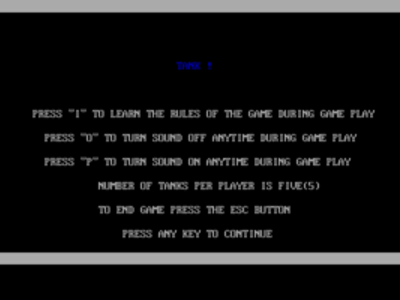 TANK !
PRESS "I" TO LEARN THE RULES OF THE GAME DURING GAME PLAY
PRESS "O" TO TURN SOUND OFF ANYTIME DURING GAME PLAY
PRESS "P" TO TURN SOUND ON ANYTIME DURING GAME PLAY
NUMBER OF TANKS PER PLAYER IS FIVE(5)
TO END GAME PRESS THE ESC BUTTON
PRESS ANY KEY TO CONTINUE